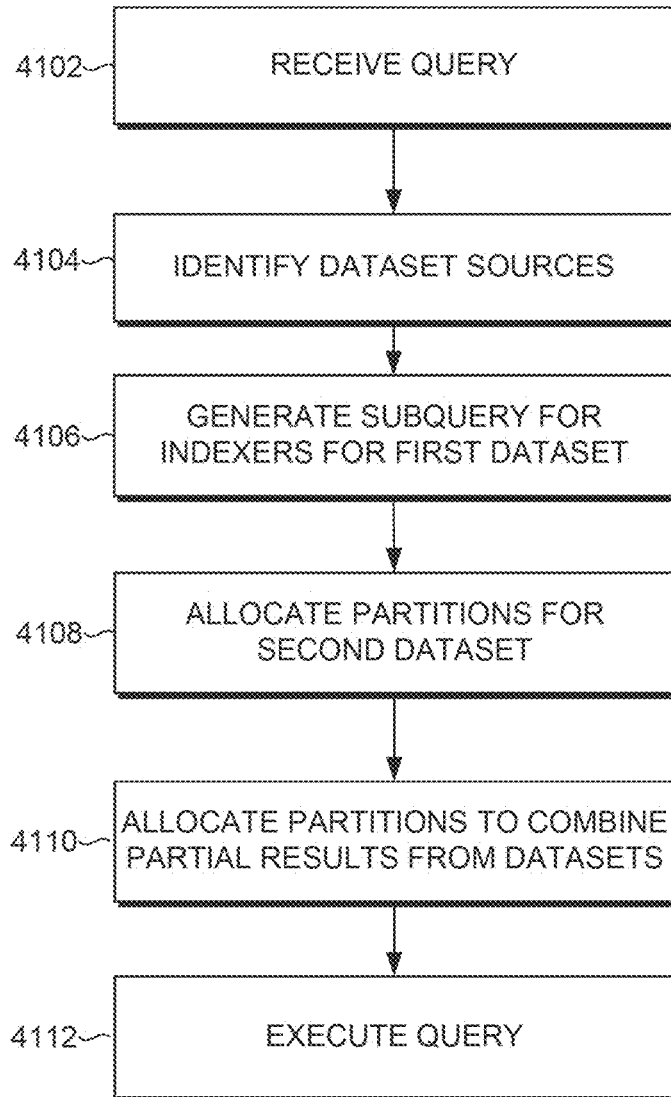 4102
RECEIVE QUERY
4104
IDENTIFY DATASET SOURCES
4106
GENERATE SUBQUERY FOR
INDEXERS FOR FIRST DATASET
4108
ALLOCATE PARTITIONS FOR
SECOND DATASET
4110
ALLOCATE PARTITIONS TO COMBINE
PARTIAL RESULTS FROM DATASETS
4112
EXECUTE QUERY